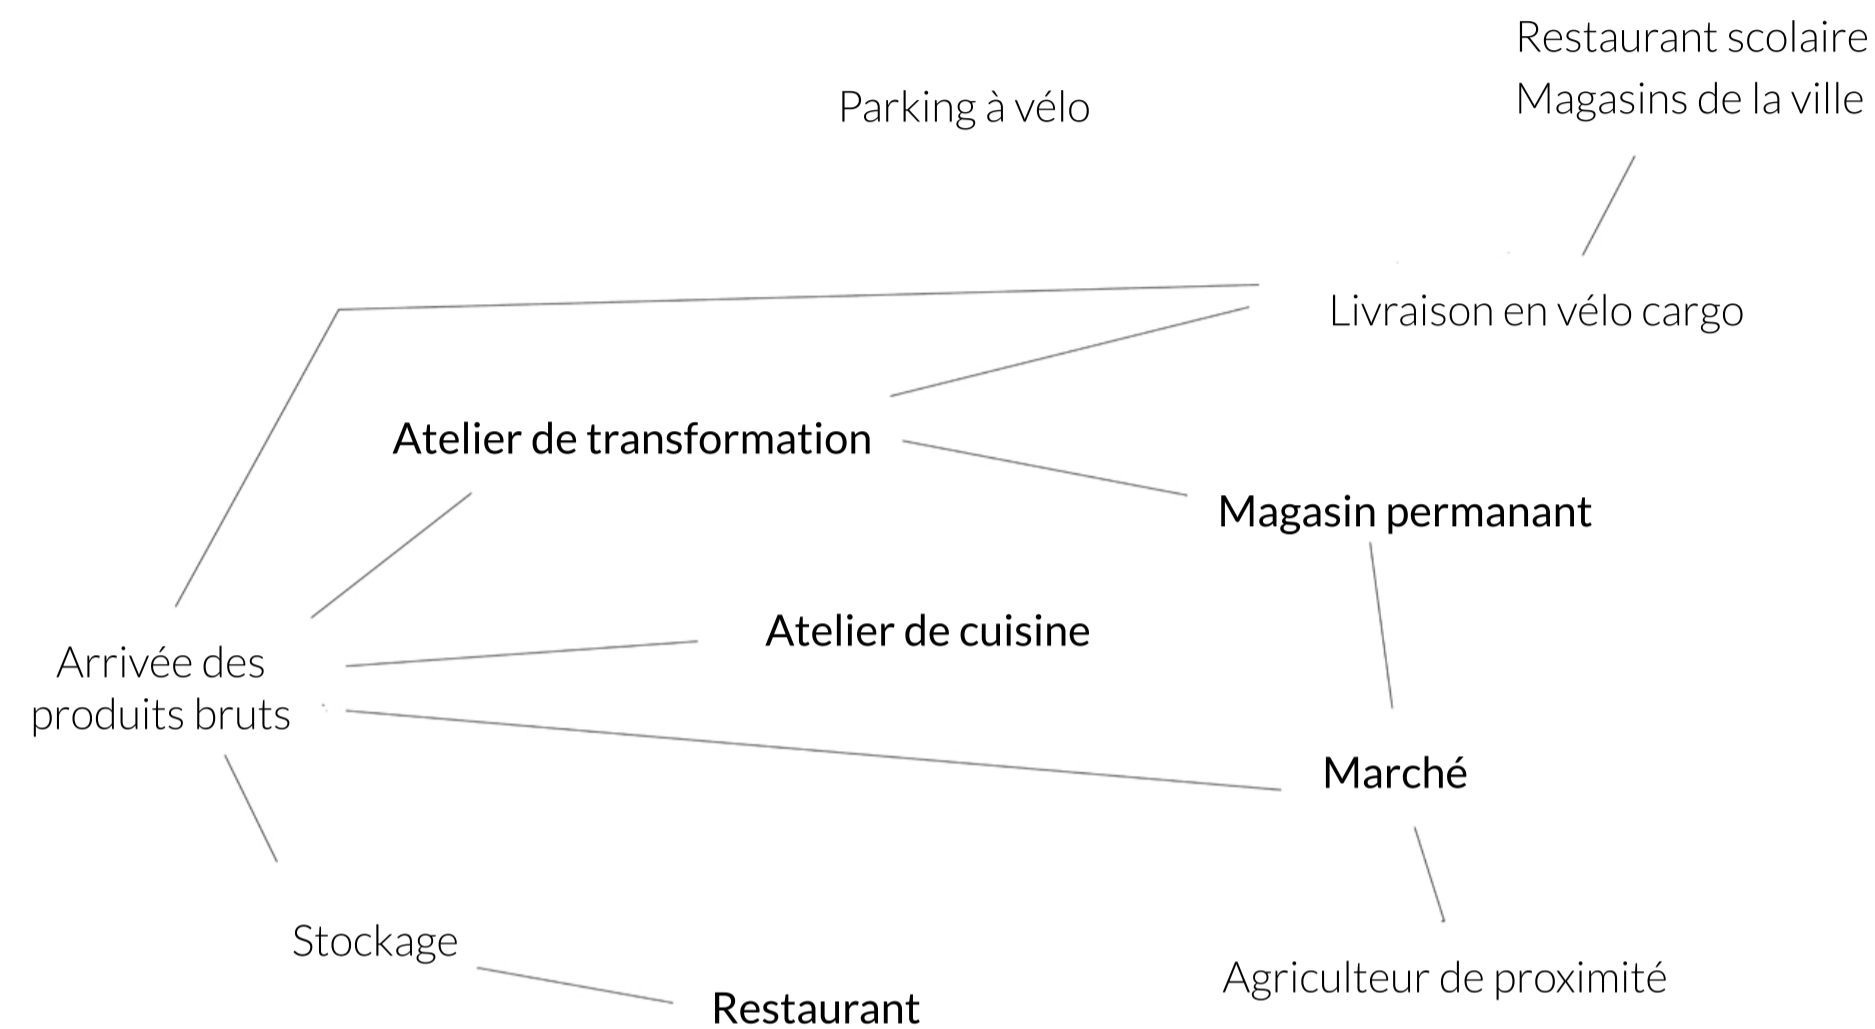 Restaurant scolaire
Magasins de la ville
Parking à vélo
Livraison en vélo cargo
Atelier de transformation
Magasin permanant
Atelier de cuisine
Arrivée des
produits bruts
Marché
Stockage
Agriculteur de proximité
Restaurant